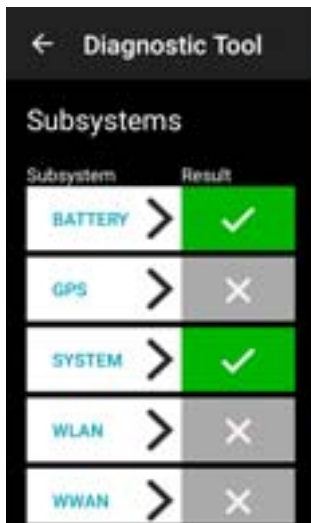 Diagnostic Tool
Subsystems
Subsystem Result
BATTERY
GPS
SYSTEM
WLAN
WWAN